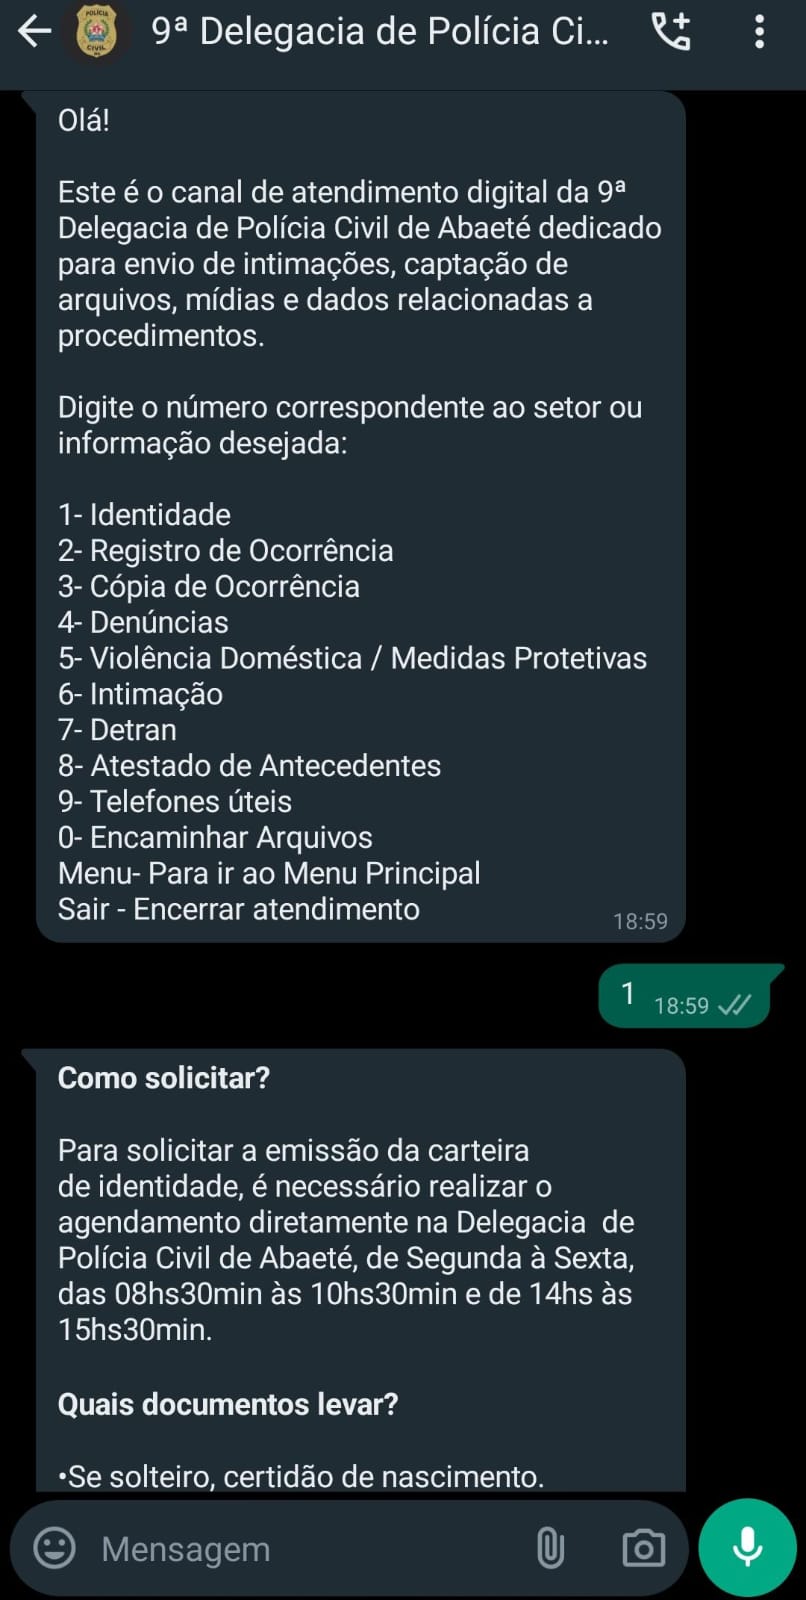 9ª Delegacia de Polícia Ci...
POLÍCIA
CIVIL
Olá!
Este é o canal de atendimento digital da 9ª
Delegacia de Polícia Civil de Abaeté dedicado
para envio de intimações, captação de
arquivos, mídias e dados relacionadas a
procedimentos.
Digite o número correspondente ao setor ou
informação desejada:
1- Identidade
2- Registro de Ocorrência
3- Cópia de Ocorrência
4- Denúncias
5- Violência Doméstica / Medidas Protetivas
6- Intimação
7- Detran
8- Atestado de Antecedentes
9- Telefones úteis
0- Encaminhar Arquivos
Menu- Para ir ao Menu Principal
Sair - Encerrar atendimento
18:59
1 18:59
Como solicitar?
Para solicitar a emissão da carteira
de identidade, é necessário realizar o
agendamento diretamente na Delegacia  de
Polícia Civil de Abaeté, de Segunda à Sexta,
das 08hs30min às 10hs30min e de 14hs às
15hs30min.
Quais documentos levar?
•Se solteiro, certidão de nascimento.
Mensagem